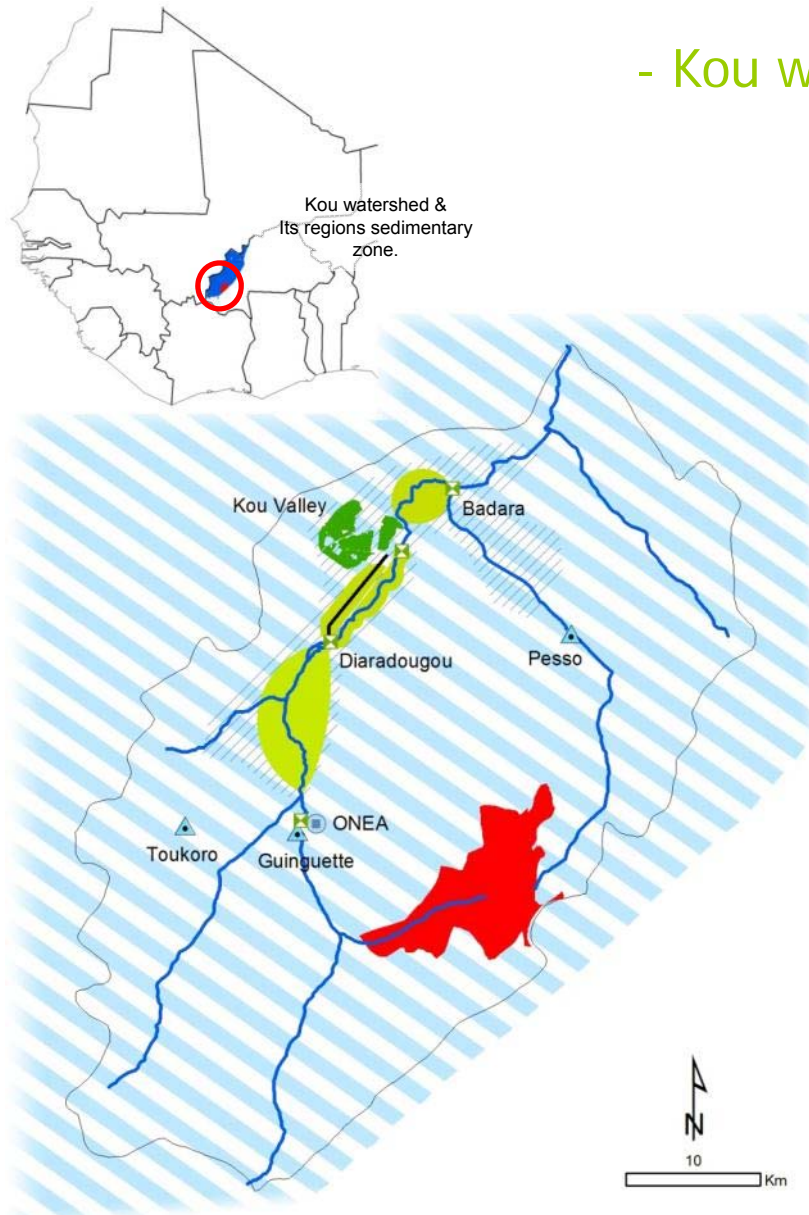 - Kou w
Kou watershed &
Its regions sedimentary
zone.
Kou Valley
Badara
Diaradougou
Pesso
ONEA
Toukoro
Guinguette
N
10
Km